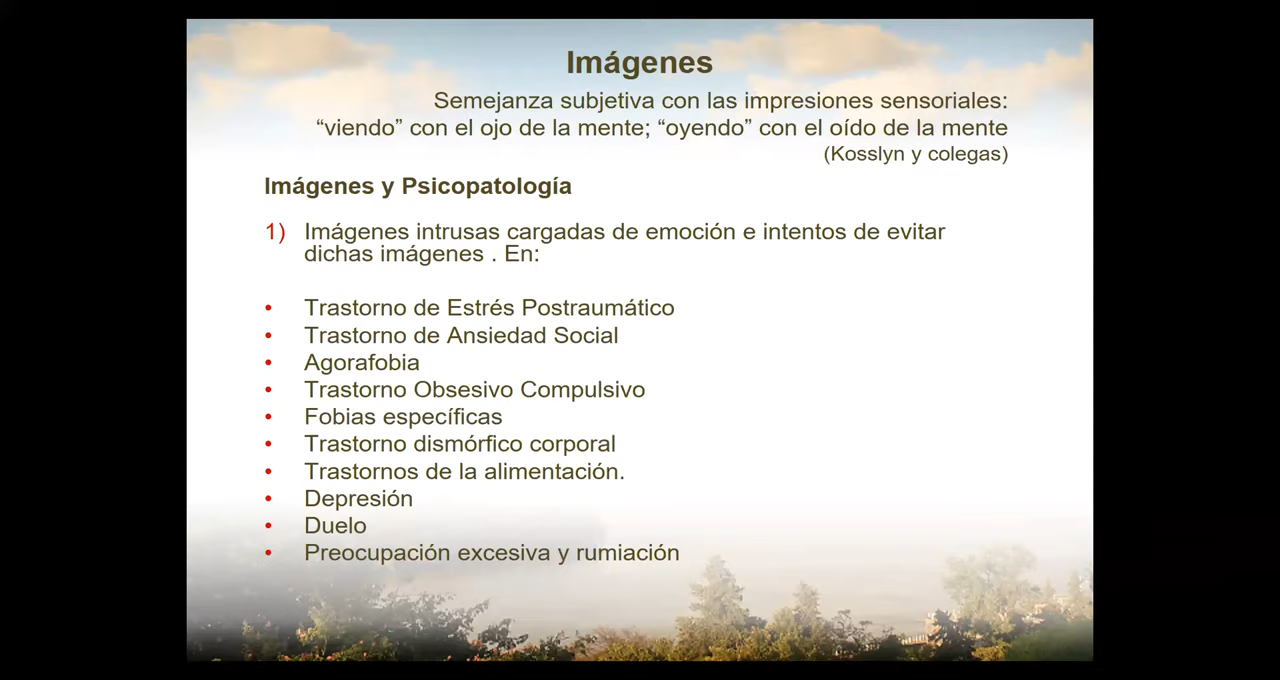 Imágenes
Semejanza subjetiva con las impresiones sensoriales:
“viendo” con el ojo de la mente; “oyendo” con el oído de la mente
(Kosslyn y colegas)
Imágenes y Psicopatología
1) Imágenes intrusas cargadas de emoción e intentos de evitar
dichas imágenes . En:
• Trastorno de Estrés Postraumático
• Trastorno de Ansiedad Social
• Agorafobia
• Trastorno Obsesivo Compulsivo
• Fobias específicas
• Trastorno dismórfico corporal
• Trastornos de la alimentación.
• Depresión
• Duelo
• Preocupación excesiva y rumiación